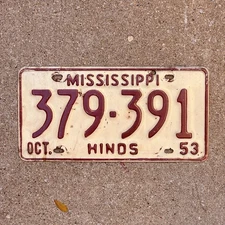 MISSISSIPPI
379-391
OCT. HINDS 53